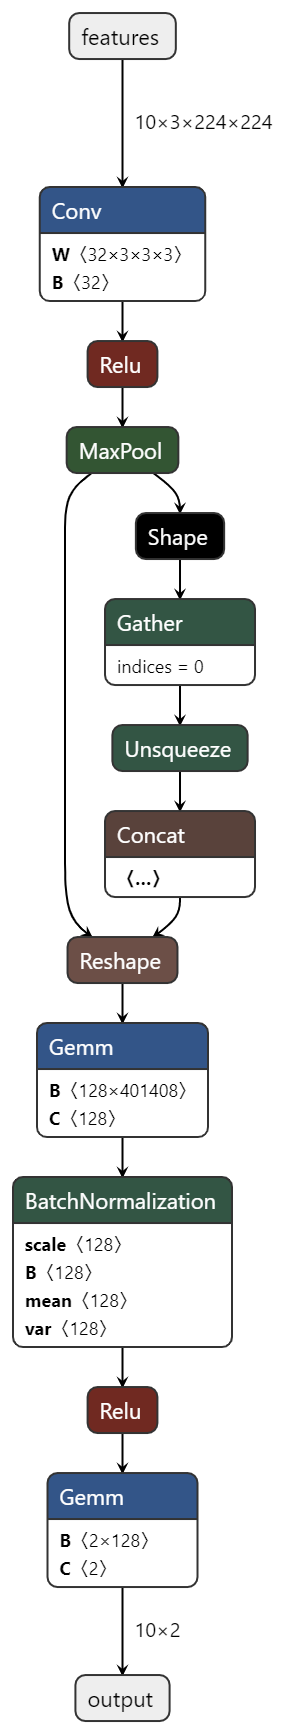 features
10×3×224×224
Conv
W 〈32×3×3×3〉
B 〈32〉
Relu
MaxPool
Shape
Gather
indices = 0
Unsqueeze
Concat
〈...〉
Reshape
Gemm
B 〈128×401408〉
C 〈128〉
BatchNormalization
scale 〈128〉
B 〈128〉
mean 〈128〉
var 〈128〉
Relu
Gemm
B 〈2×128〉
C 〈2〉
10×2
output